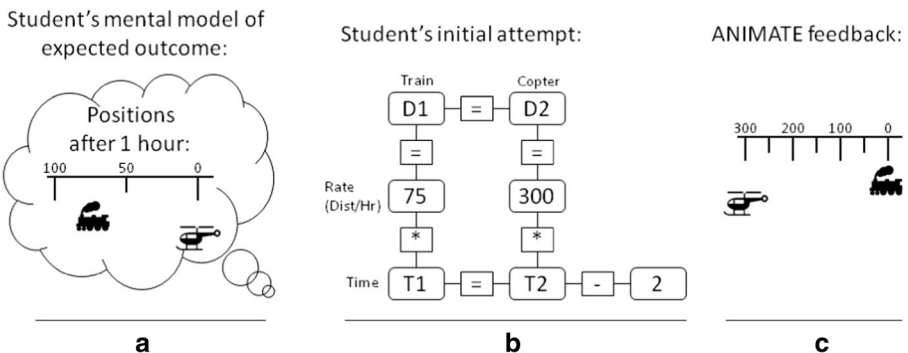 Student's mental model of
expected outcome:
Positions
after 1 hour:
100 50 0
a
Student's initial attempt:
Train Copter
D1 = D2
= =
Rate
(Dist/Hr) 75 300
* *
Time T1 = T2 - 2
b
ANIMATE feedback:
300 200 100 0
c